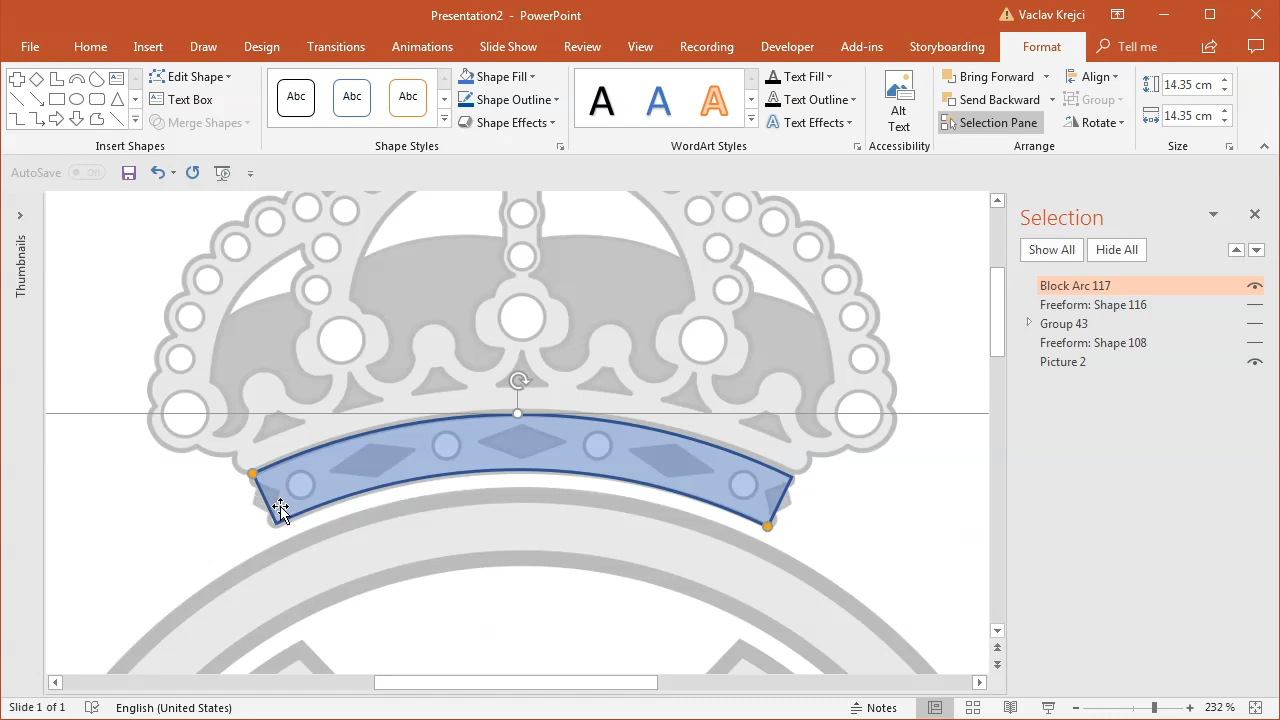 Presentation2 - PowerPoint
Vaclav Krejci
File Home Insert Draw Design Transitions Animations Slide Show Review View Recording Developer Add-ins Storyboarding Format Tell me
Edit Shape
Text Box
Merge Shapes
Insert Shapes
Abc Abc Abc
Shape Fill
Shape Outline
Shape Effects
Shape Styles
A A A
Text Fill
Text Outline
Text Effects
WordArt Styles
Alt
Text
Accessibility
Bring Forward
Send Backward
Selection Pane
Align
Group
Rotate
Arrange
14.35 cm
14.35 cm
Size
AutoSave Off
Thumbnails
Selection
Show All Hide All
Block Arc 117
Freeform: Shape 116
Group 43
Freeform: Shape 108
Picture 2
Slide 1 of 1 English (United States) Notes 232 %